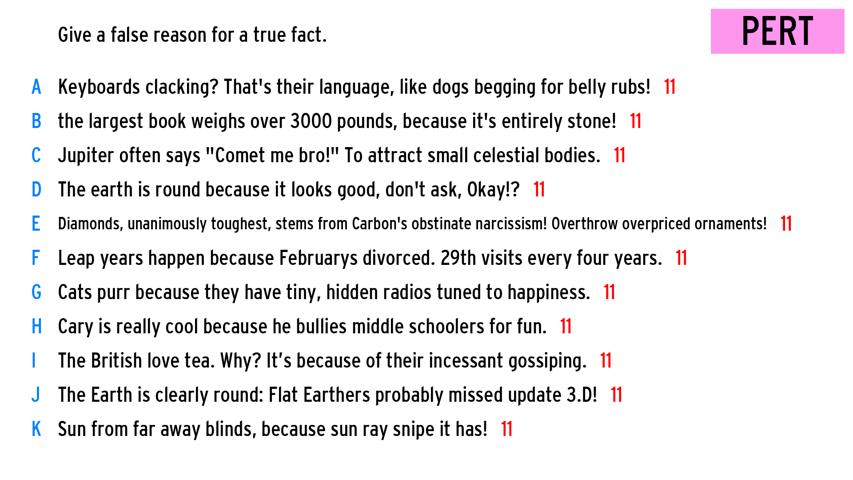 Give a false reason for a true fact.
PERT
A Keyboards clacking? That's their language, like dogs begging for belly rubs! 11
B the largest book weighs over 3000 pounds, because it's entirely stone! 11
C Jupiter often says "Comet me bro!" To attract small celestial bodies. 11
D The earth is round because it looks good, don't ask, Okay!? 11
E Diamonds, unanimously toughest, stems from Carbon's obstinate narcissism! Overthrow overpriced ornaments! 11
F Leap years happen because Februarys divorced. 29th visits every four years. 11
G Cats purr because they have tiny, hidden radios tuned to happiness. 11
H Cary is really cool because he bullies middle schoolers for fun. 11
I The British love tea. Why? It’s because of their incessant gossiping. 11
J The Earth is clearly round: Flat Earthers probably missed update 3.D! 11
K Sun from far away blinds, because sun ray snipe it has! 11